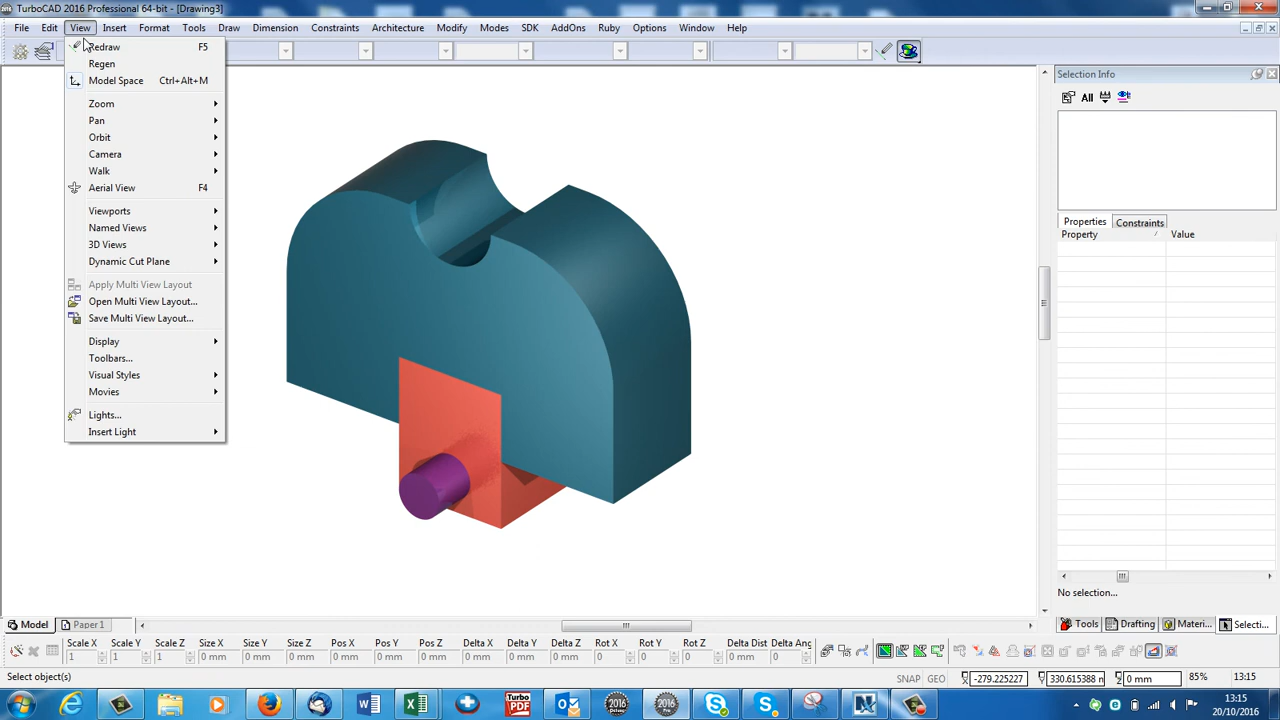 TurboCAD 2016 Professional 64-bit - [Drawing3]
File Edit View Insert Format Tools Draw Dimension Constraints Architecture Modify Modes SDK AddOns Ruby Options Window Help
Redraw F5
Regen
Model Space Ctrl+Alt+M
Zoom
Pan
Orbit
Camera
Walk
Aerial View F4
Viewports
Named Views
3D Views
Dynamic Cut Plane
Apply Multi View Layout
Open Multi View Layout...
Save Multi View Layout...
Display
Toolbars...
Visual Styles
Movies
Lights...
Insert Light
Selection Info
All
Properties Constraints
Property Value
No selection...
Tools Drafting Materi... Selecti...
Model Paper1
Scale X Scale Y Scale Z Size X Size Y Size Z Pos X Pos Y Pos Z Delta X Delta Y Delta Z Rot X Rot Y Rot Z Delta Dist Delta Ang
1 1 1 0 mm 0 mm 0 mm 0 mm 0 mm 0 mm 0 mm 0 mm 0 mm 0 0 0 0 mm 0
Select object(s) SNAP GEO -279.225227 330.615388 n 0 mm 85% 13:15
Turbo PDF 2016 2016 13:15
20/10/2016